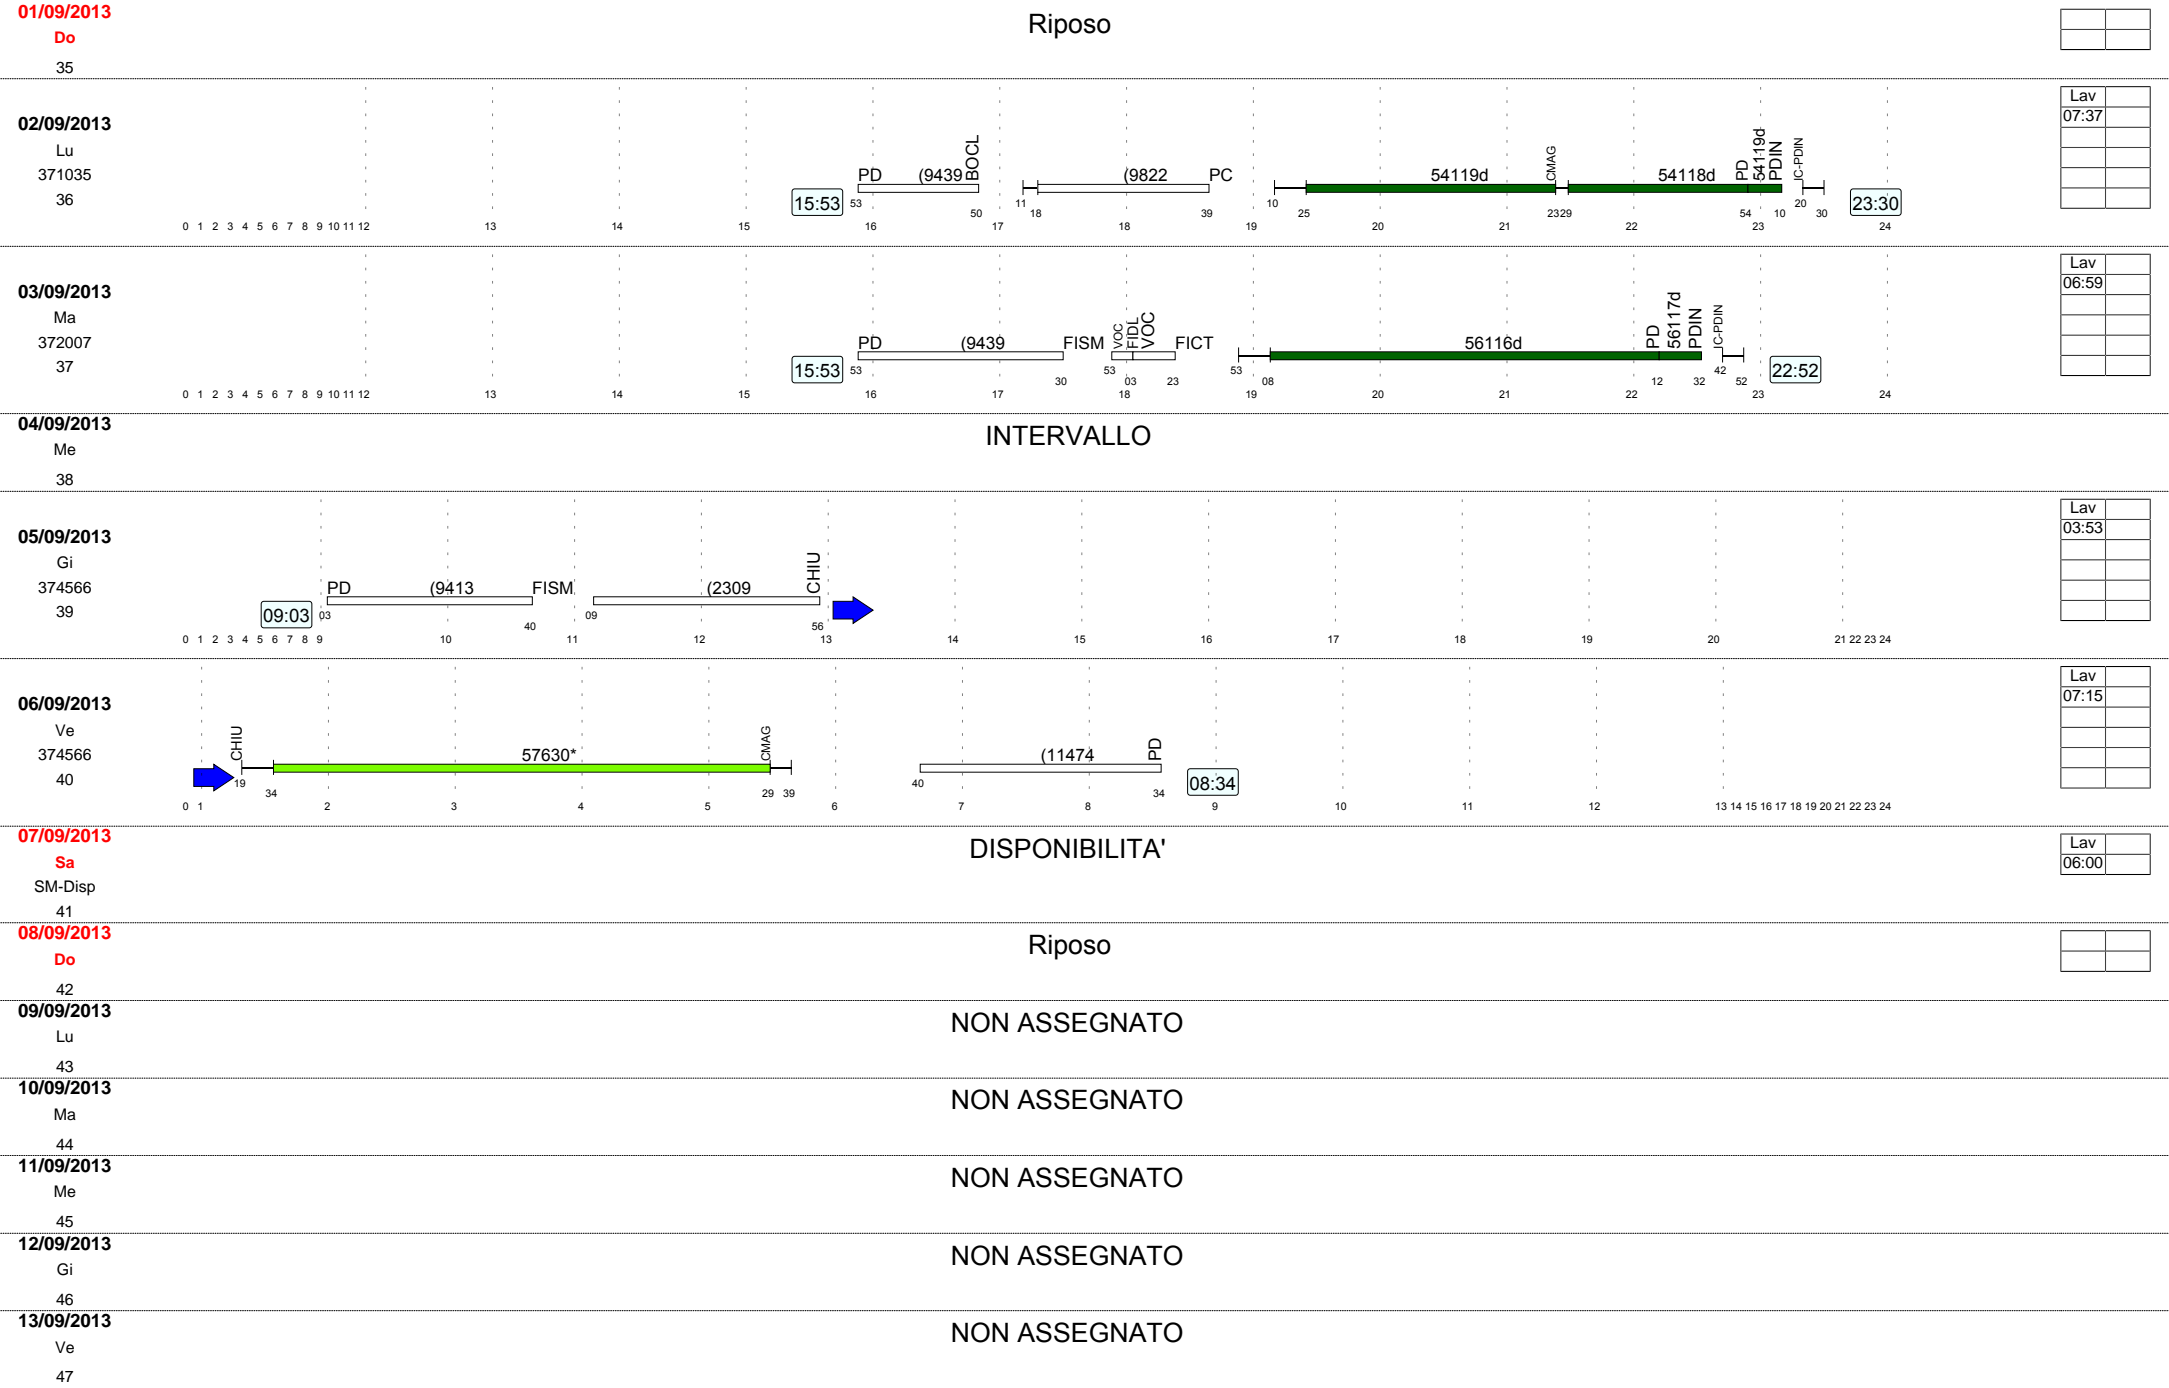 01/09/2013
Do
35
Riposo
02/09/2013
Lu
371035
36
15:53
PD (9439 BOCL
(9822 PC
54119d CMAG 54118d PD 54119d PDIN JC-PDIN
53 50 11 18 39 10 25 23 29 54 10 20 30
23:30
0 1 2 3 4 5 6 7 8 9 10 11 12 13 14 15 16 17 18 19 20 21 22 23 24
Lav
07:37
03/09/2013
Ma
372007
37
15:53
PD (9439 FISM VOC FIDL VOC FICT
56116d PD 56117d PDIN JC-PDIN
53 30 53 03 23 53 08 12 32 42 52
22:52
0 1 2 3 4 5 6 7 8 9 10 11 12 13 14 15 16 17 18 19 20 21 22 23 24
Lav
06:59
04/09/2013
Me
38
INTERVALLO
05/09/2013
Gi
374566
39
09:03
PD (9413 FISM (2309 CHIU
03 40 09 56
0 1 2 3 4 5 6 7 8 9 10 11 12 13 14 15 16 17 18 19 20 21 22 23 24
Lav
03:53
06/09/2013
Ve
374566
40
CHIU 57630* CMAG (11474 PD
19 34 29 39 40 34
08:34
0 1 2 3 4 5 6 7 8 9 10 11 12 13 14 15 16 17 18 19 20 21 22 23 24
Lav
07:15
07/09/2013
Sa
SM-Disp
41
DISPONIBILITA'
Lav
06:00
08/09/2013
Do
42
Riposo
09/09/2013
Lu
43
NON ASSEGNATO
10/09/2013
Ma
44
NON ASSEGNATO
11/09/2013
Me
45
NON ASSEGNATO
12/09/2013
Gi
46
NON ASSEGNATO
13/09/2013
Ve
47
NON ASSEGNATO